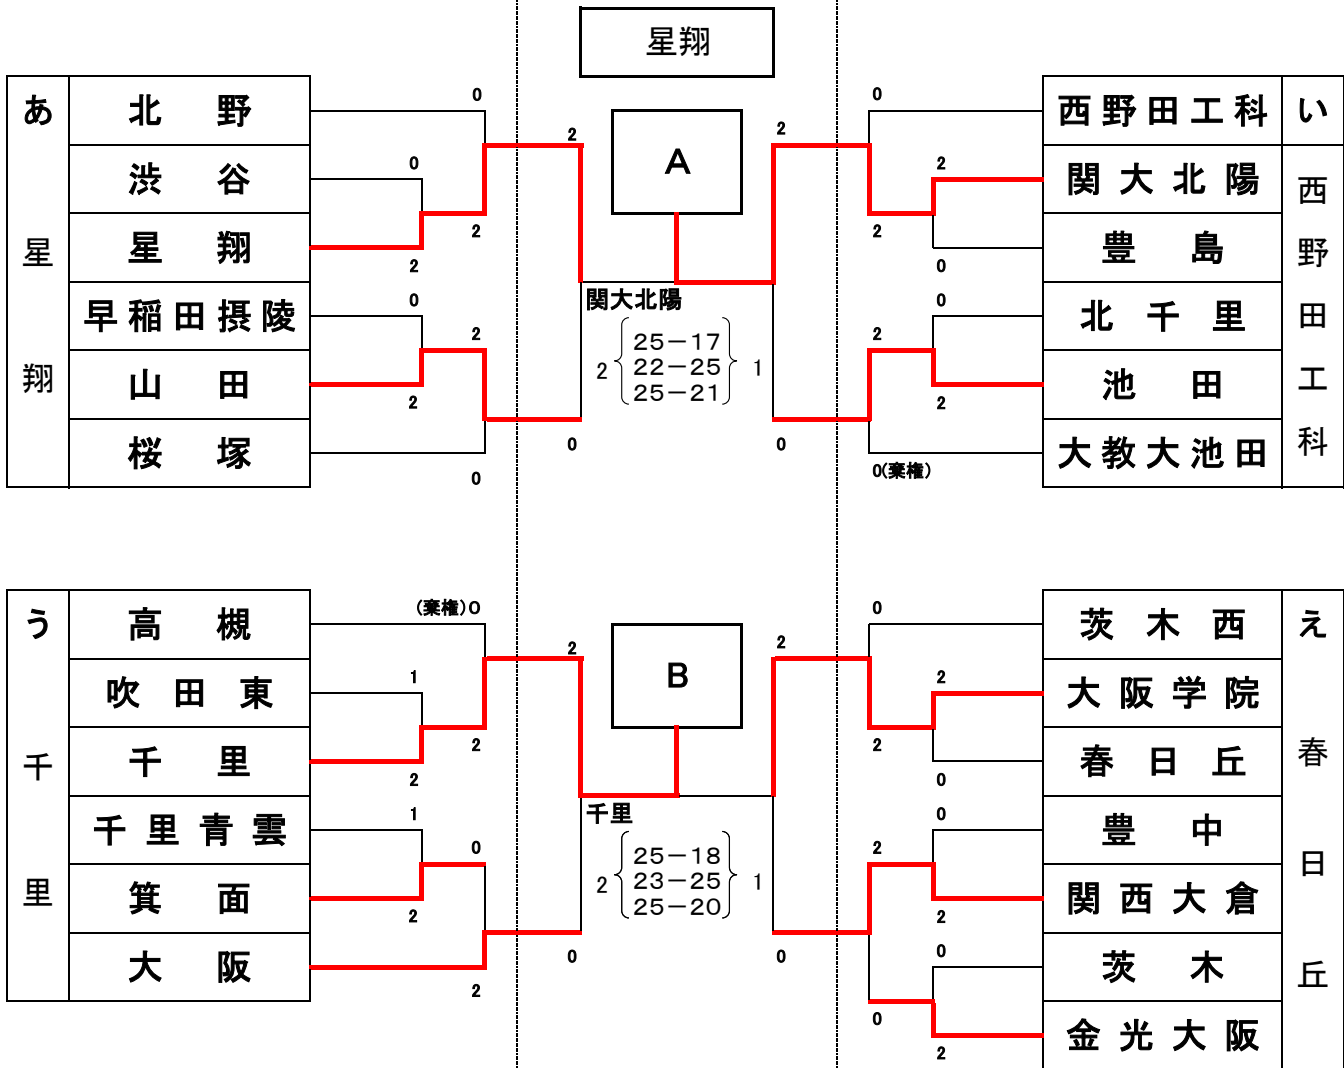 星翔
あ
星翔
北野
渋谷
星翔
早稲田摂陵
山田
桜塚
0
0
2
2
0
2
2
0
2
0
A
関大北陽
2
25－17
22－25
25－21
1
2
0
い
西野田工科
西野田工科
関大北陽
豊島
北千里
池田
大教大池田
0
2
2
0
0
2
2
0(棄権)
う
千里
高槻
吹田東
千里
千里青雲
箕面
大阪
(棄権)0
1
2
2
1
0
2
2
2
0
B
千里
2
25－18
23－25
25－20
1
2
0
え
春日丘
茨木西
大阪学院
春日丘
豊中
関西大倉
茨木
金光大阪
0
2
2
0
0
2
2
0
0
2